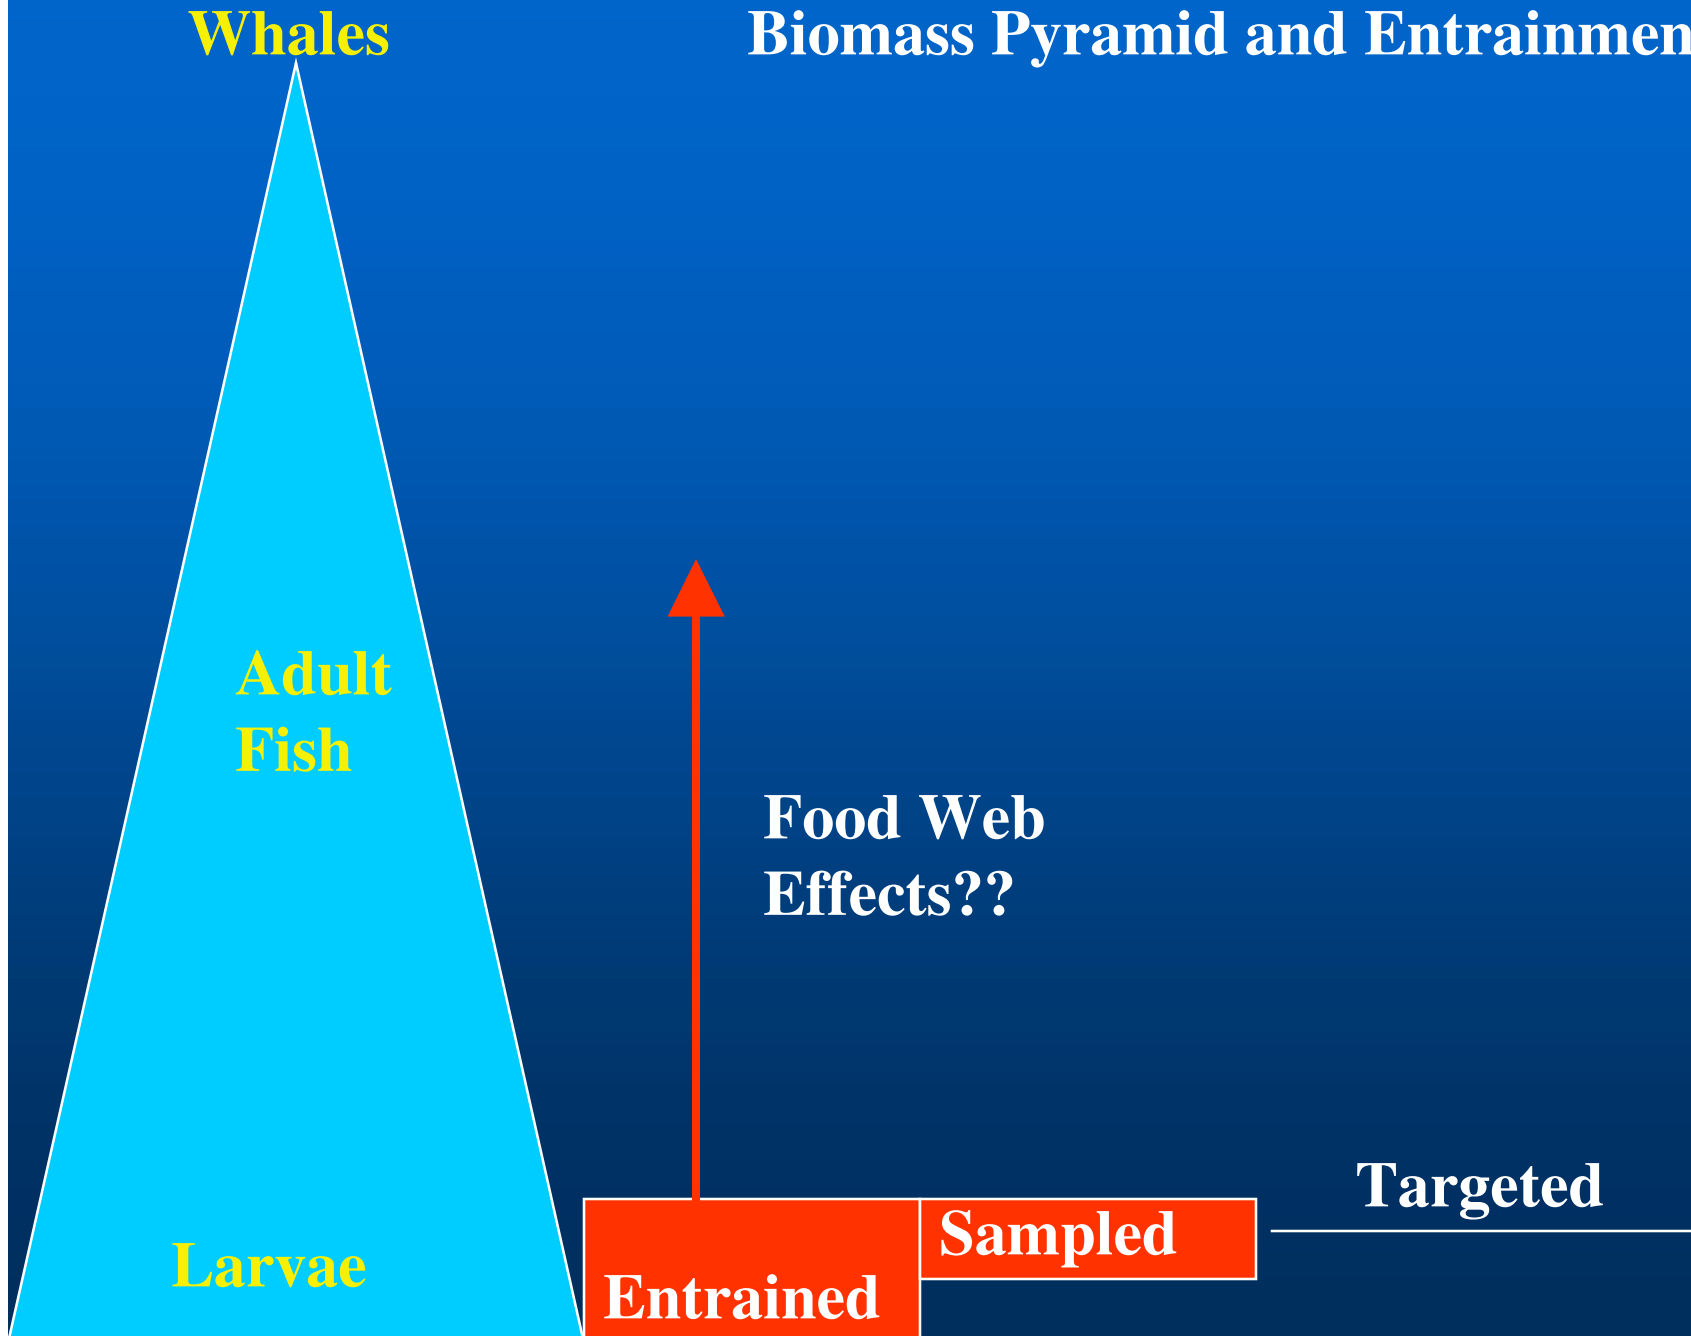 Whales
Biomass Pyramid and Entrainmen
Adult
Fish
Food Web
Effects??
Targeted
Sampled
Larvae
Entrained